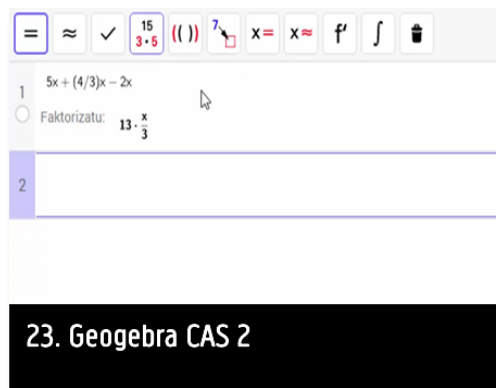 = ≈ ✓ 15 3·5 (( )) 7 x= x≈ f′ ∫
1 5x + (4/3)x − 2x
Faktorizatu: 13 · x/3
2
23. Geogebra CAS 2